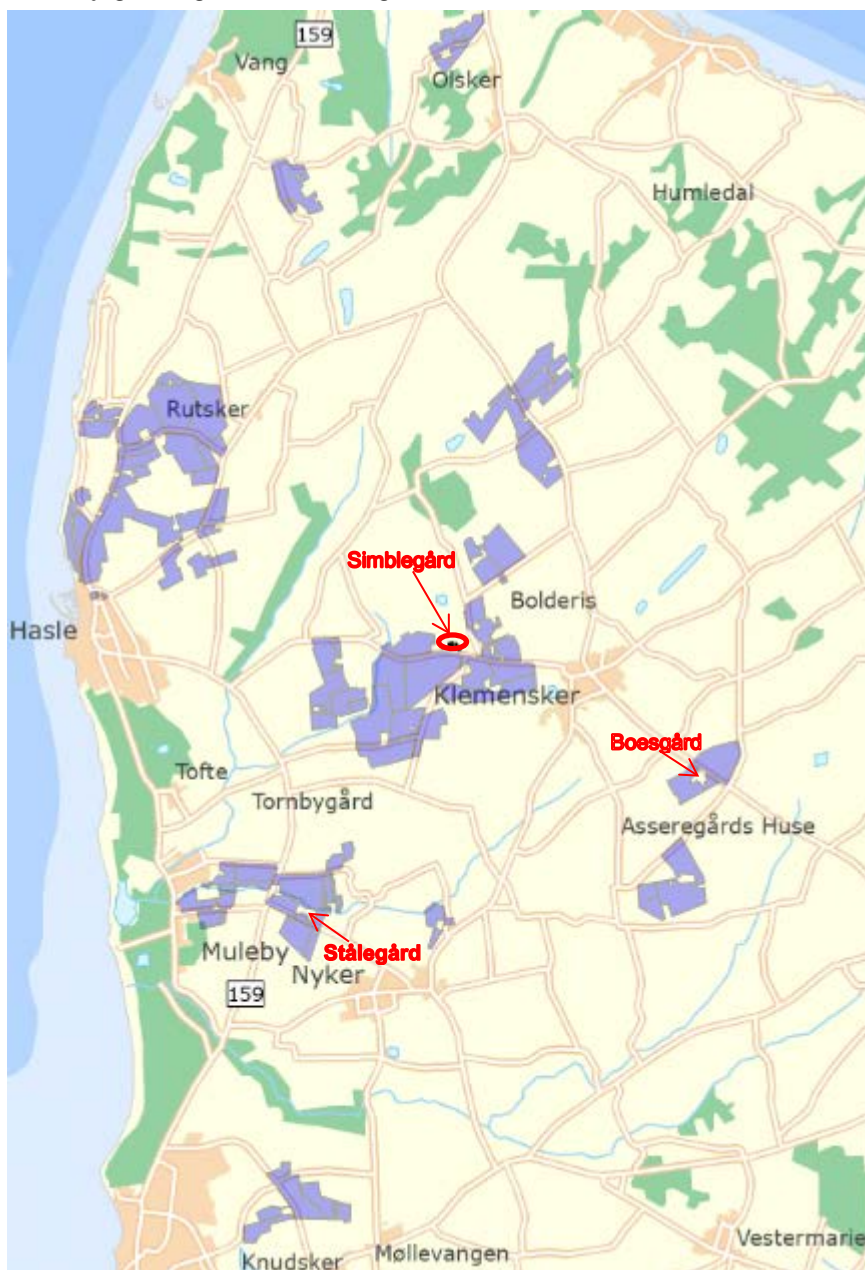 159
Vang
Olsker
Humledal
Rutsker
Simblegård
Bolderis
Hasle
Klemensker
Boesgård
Tofte
Tornbygård
Asseregårds Huse
Muleby
Stålegård
Nyker
159
Vestermarie
Knudsker
Møllevangen